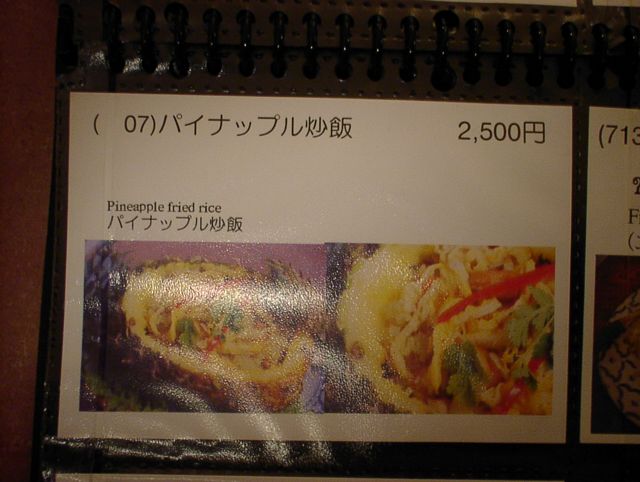 ( 07)パイナップル炒飯 2,500円
Pineapple fried rice
パイナップル炒飯
(713